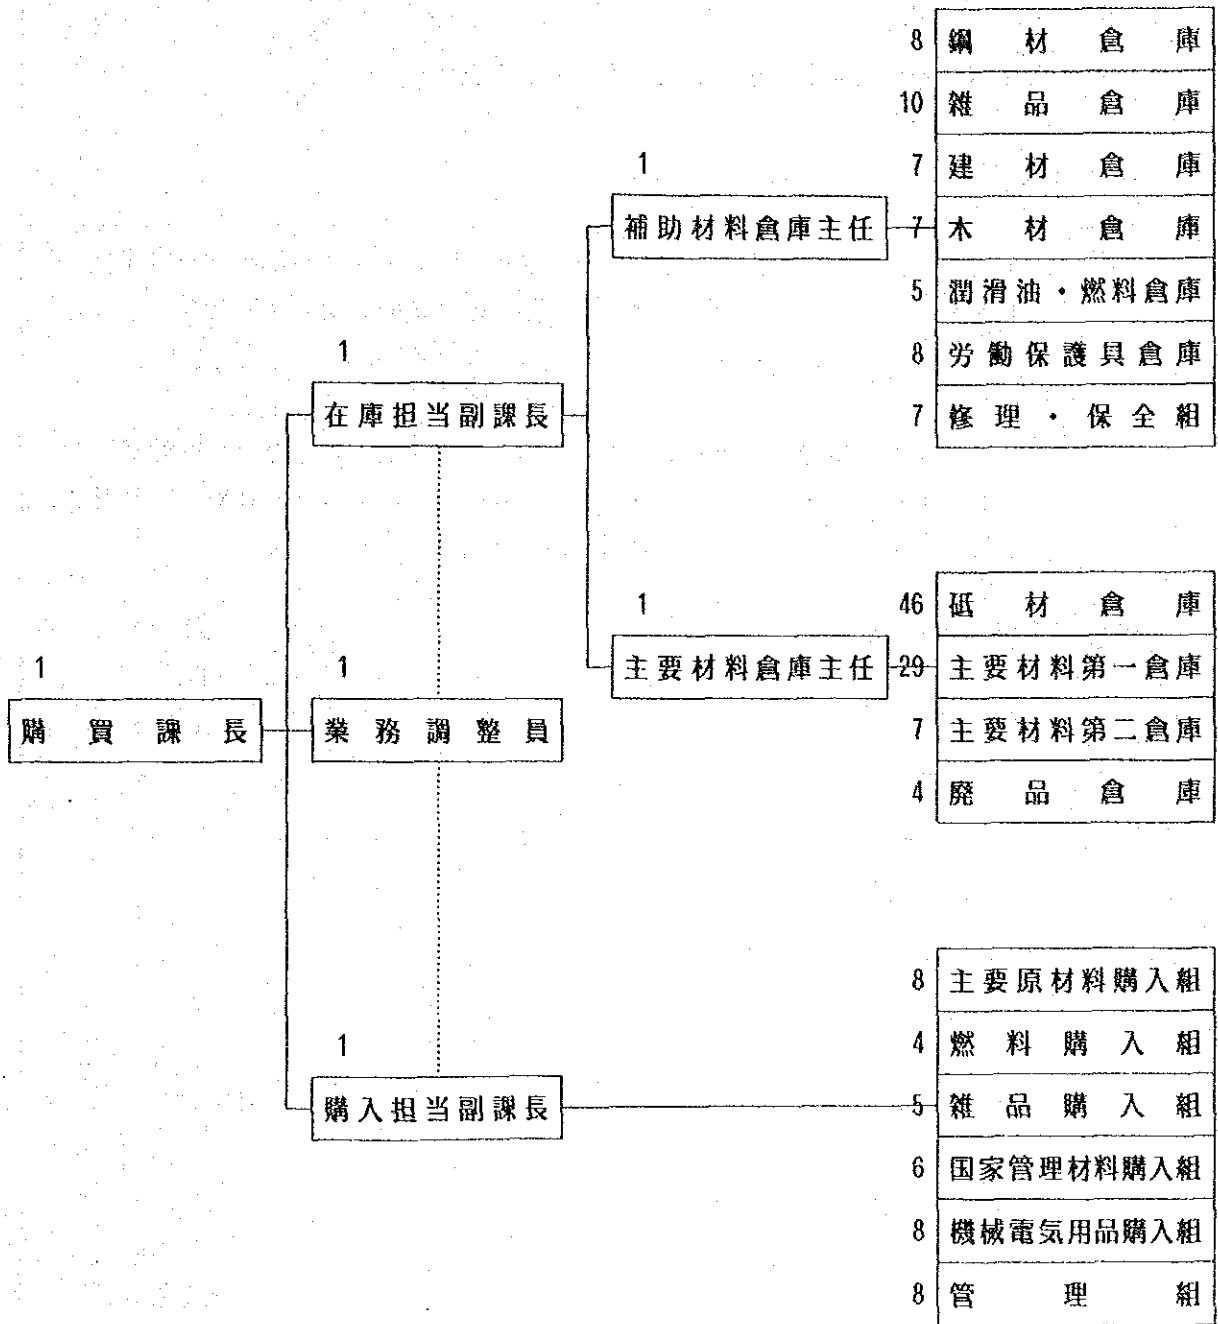 8 鋼材倉庫
10 雑品倉庫
1
7 建材倉庫
補助材料倉庫主任
7 木材倉庫
5 潤滑油・燃料倉庫
1
8 労働保護具倉庫
在庫担当副課長
7 修理・保全組
1
46 砥材倉庫
1
1
主要材料倉庫主任
29 主要材料第一倉庫
購買課長
業務調整員
7 主要材料第二倉庫
4 廃品倉庫
8 主要原材料購入組
1
4 燃料購入組
購入担当副課長
5 雑品購入組
6 国家管理材料購入組
8 機械電気用品購入組
8 管理組